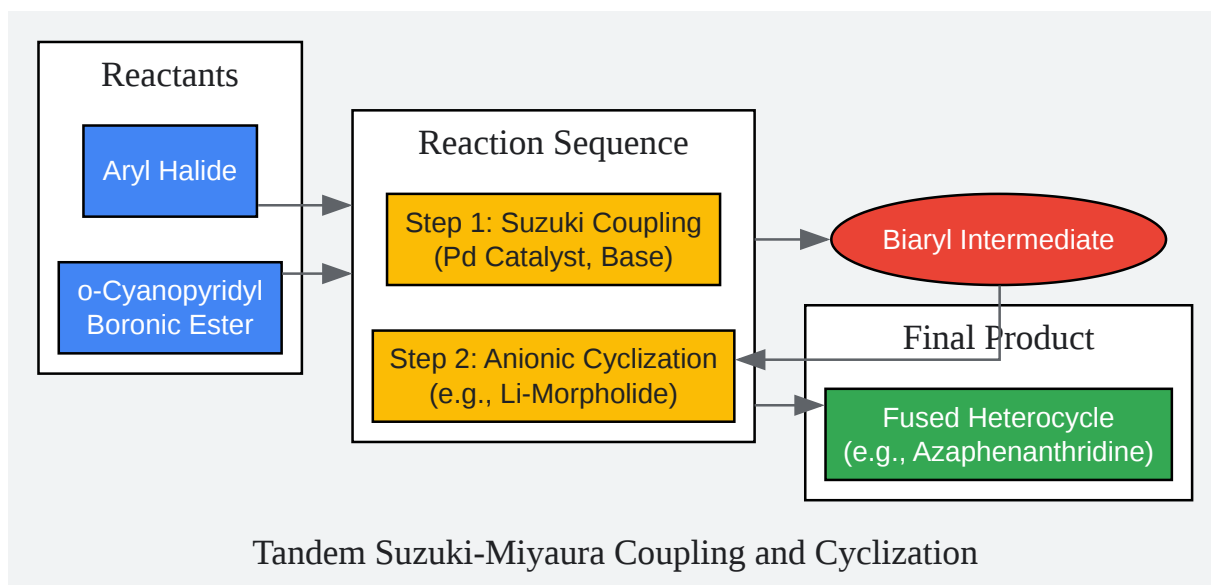 Reactants
Aryl Halide
o-Cyanopyridyl
Boronic Ester
Reaction Sequence
Step 1: Suzuki Coupling
(Pd Catalyst, Base)
Step 2: Anionic Cyclization
(e.g., Li-Morpholide)
Biaryl Intermediate
Final Product
Fused Heterocycle
(e.g., Azaphenanthridine)
Tandem Suzuki-Miyaura Coupling and Cyclization